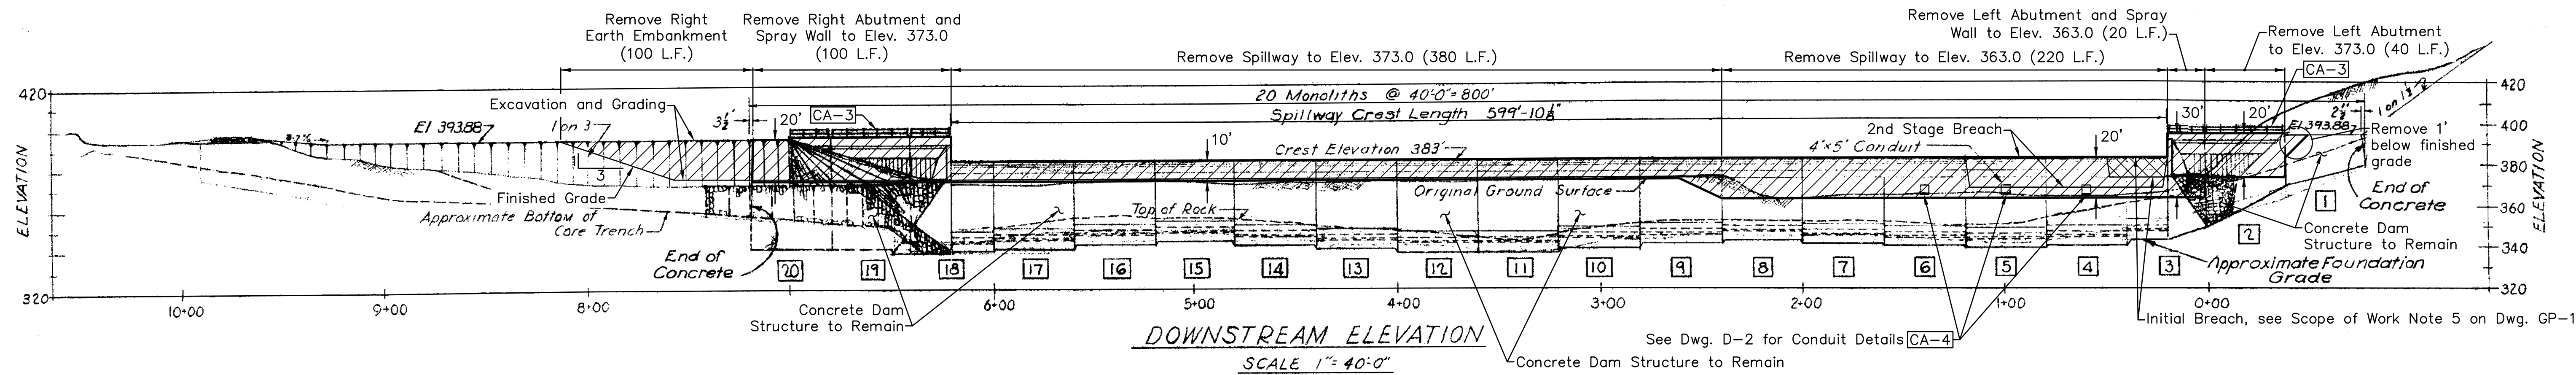 Remove Right
Earth Embankment
(100 L.F.)
Remove Right Abutment and
Spray Wall to Elev. 373.0
(100 L.F.)
Remove Spillway to Elev. 373.0 (380 L.F.)
Remove Left Abutment and Spray
Wall to Elev. 363.0 (20 L.F.)
Remove Spillway to Elev. 363.0 (220 L.F.)
Remove Left Abutment
to Elev. 373.0 (40 L.F.)
CA-3
420
400
380
360
340
320
ELEVATION
420
320
ELEVATION
Excavation and Grading
El 393.88
1 on 3
3
Finished Grade
Approximate Bottom of
Core Trench
3½'
20'
CA-3
20 Monoliths @ 40'-0" = 800'
Spillway Crest Length 599'-10
10'
Crest Elevation 383'
2nd Stage Breach
4'x5' Conduit
20'
30'
20'
El 393.88
1 on 1½
Remove 1'
below finished
grade
End of
Concrete
Original Ground Surface
Top of Rock
End of
Concrete
Concrete Dam
Structure to Remain
Concrete Dam
Structure to Remain
Approximate Foundation
Grade
20
19
18
17
16
15
14
13
12
11
10
9
8
7
6
5
4
3
2
1
10+00
9+00
8+00
6+00
5+00
4+00
3+00
2+00
1+00
0+00
DOWNSTREAM ELEVATION
SCALE 1" = 40'-0"
See Dwg. D-2 for Conduit Details CA-4
Concrete Dam Structure to Remain
Initial Breach, see Scope of Work Note 5 on Dwg. GP-1